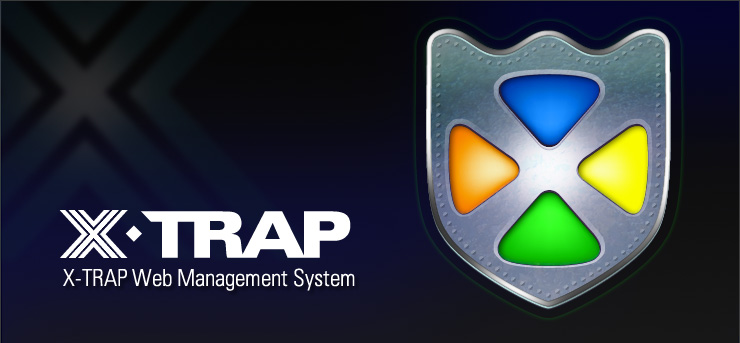 X·TRAP
X-TRAP Web Management System